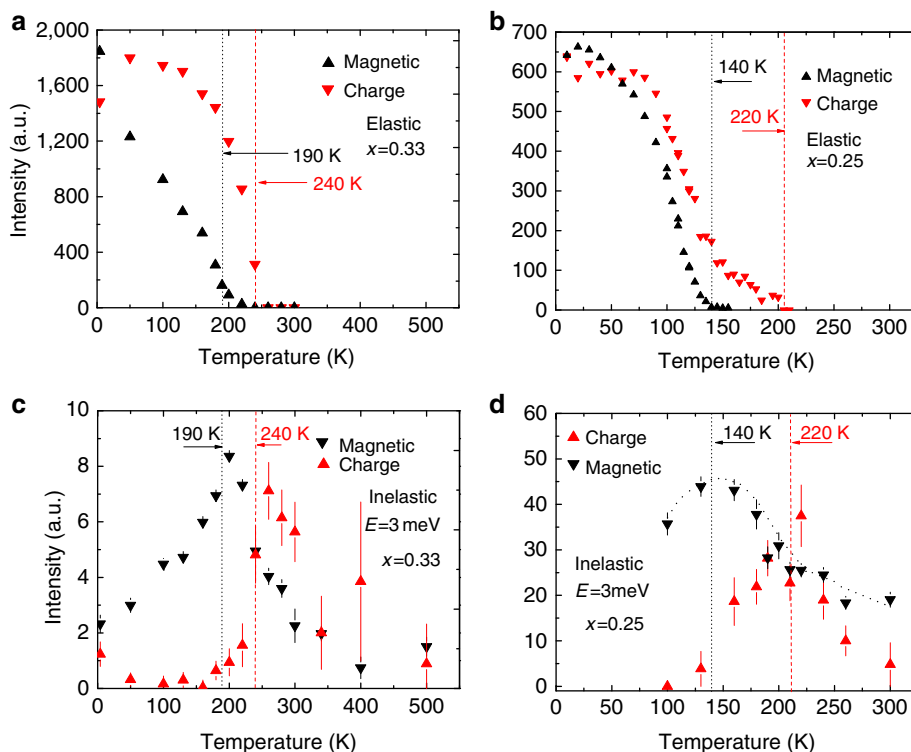 a
2,000
1,600
1,200
800
400
0
Intensity (a.u.)
Magnetic
Charge
Elastic
x=0.33
190 K
240 K
0 100 200 300 400 500
Temperature (K)
b
700
600
500
400
300
200
100
0
140 K
Magnetic
Charge
220 K
Elastic
x=0.25
0 50 100 150 200 250 300
Temperature (K)
c
10
8
6
4
2
0
Intensity (a.u.)
190 K
240 K
Magnetic
Charge
Inelastic
E=3 meV
x=0.33
0 100 200 300 400 500
Temperature (K)
d
60
50
40
30
20
10
0
Charge
Magnetic
140 K
220 K
Inelastic
E=3meV
x=0.25
0 50 100 150 200 250 300
Temperature (K)